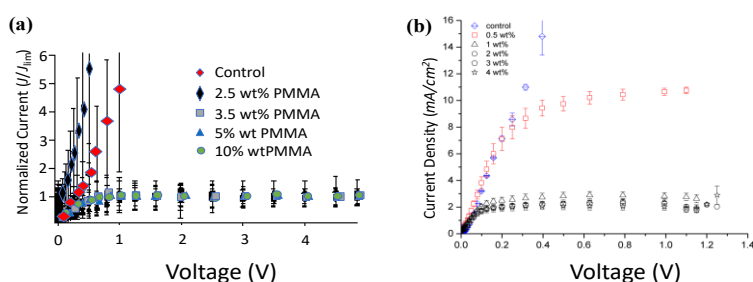 (a)
Normalized Current (J/Jlim)
6
5
4
3
2
1
Control
2.5 wt% PMMA
3.5 wt% PMMA
5% wt PMMA
10% wtPMMA
0 1 2 3 4
Voltage (V)
(b)
Current Density (mA/cm²)
16
14
12
10
8
6
4
2
0
control
0.5 wt%
1 wt%
2 wt%
3 wt%
4 wt%
0.0 0.2 0.4 0.6 0.8 1.0 1.2 1.4
Voltage (V)